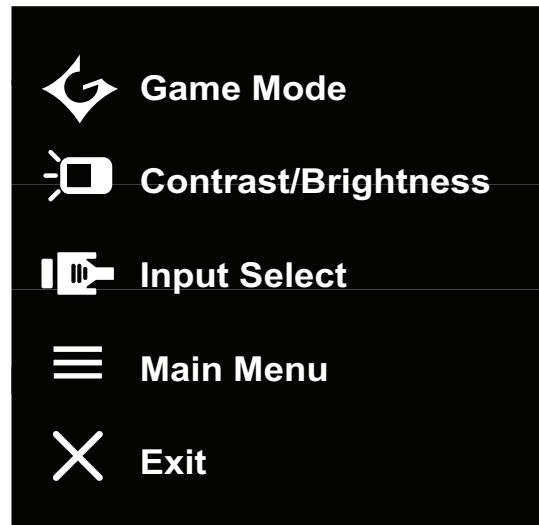 Game Mode
Contrast/Brightness
Input Select
Main Menu
Exit